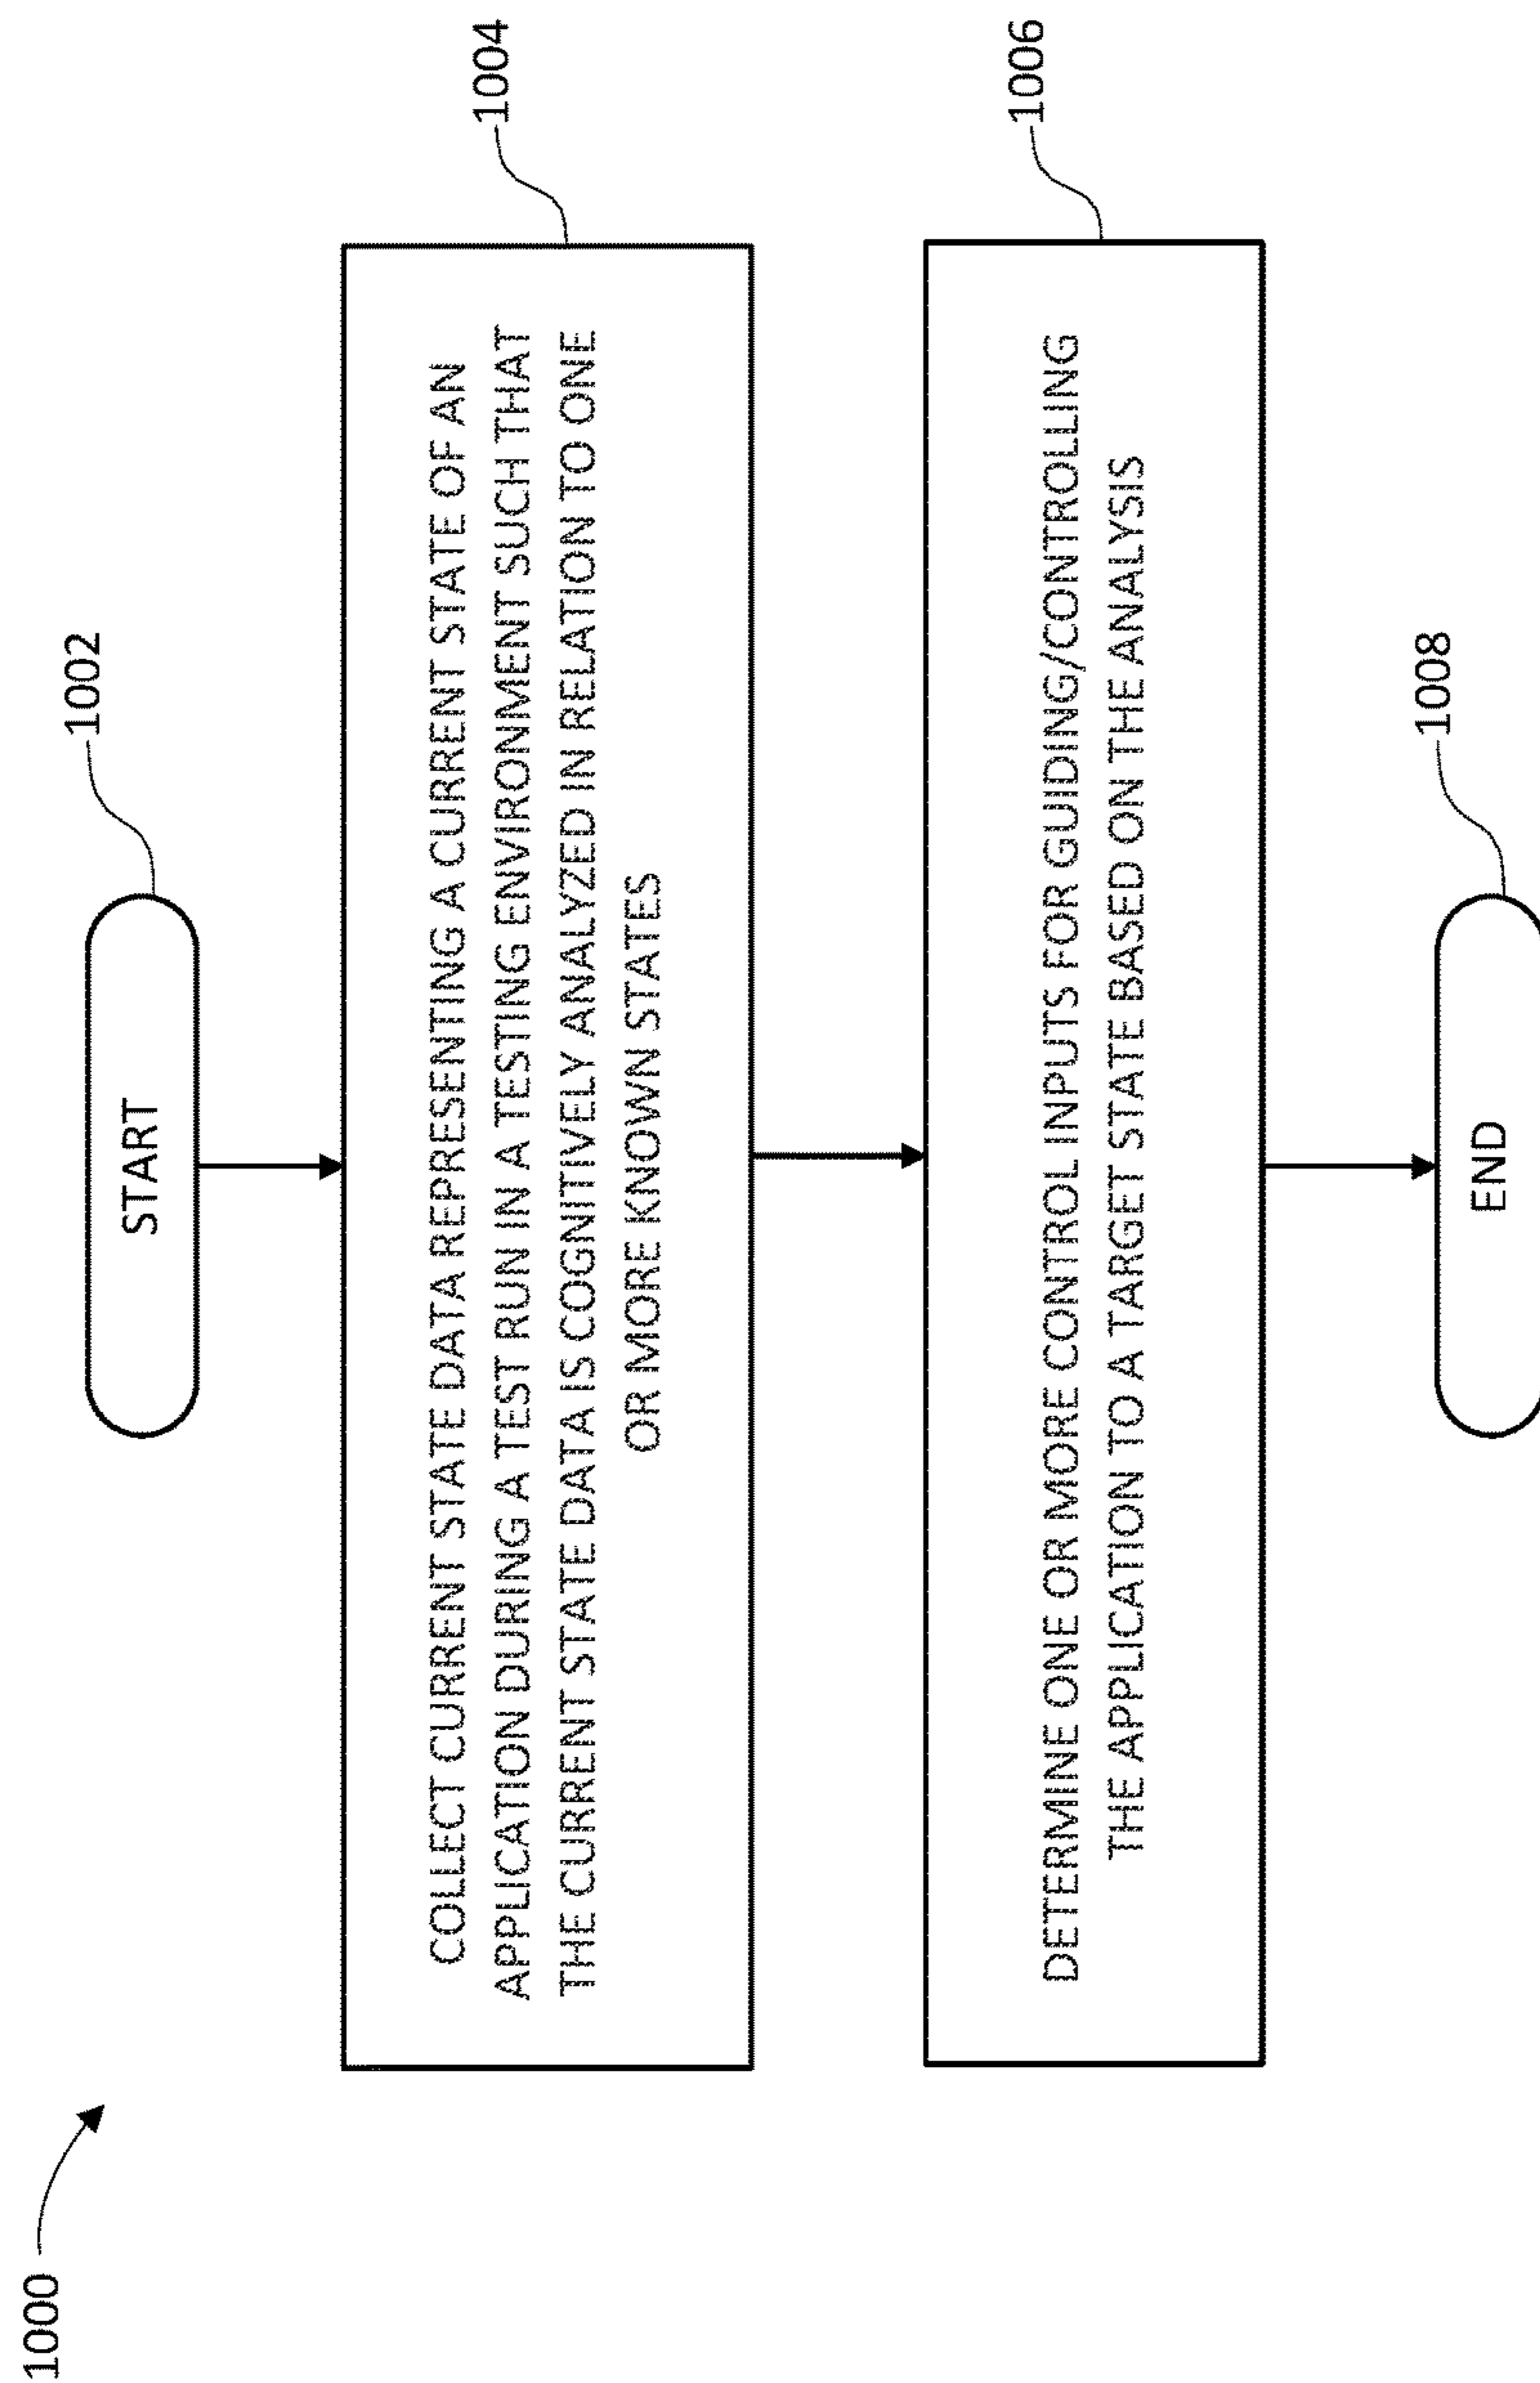 1000
START
1002
COLLECT CURRENT STATE DATA REPRESENTING A CURRENT STATE OF AN
APPLICATION DURING A TEST RUN IN A TESTING ENVIRONMENT SUCH THAT
THE CURRENT STATE DATA IS COGNITIVELY ANALYZED IN RELATION TO ONE
OR MORE KNOWN STATES
1004
DETERMINE ONE OR MORE CONTROL INPUTS FOR GUIDING/CONTROLLING
THE APPLICATION TO A TARGET STATE BASED ON THE ANALYSIS
1006
END
1008